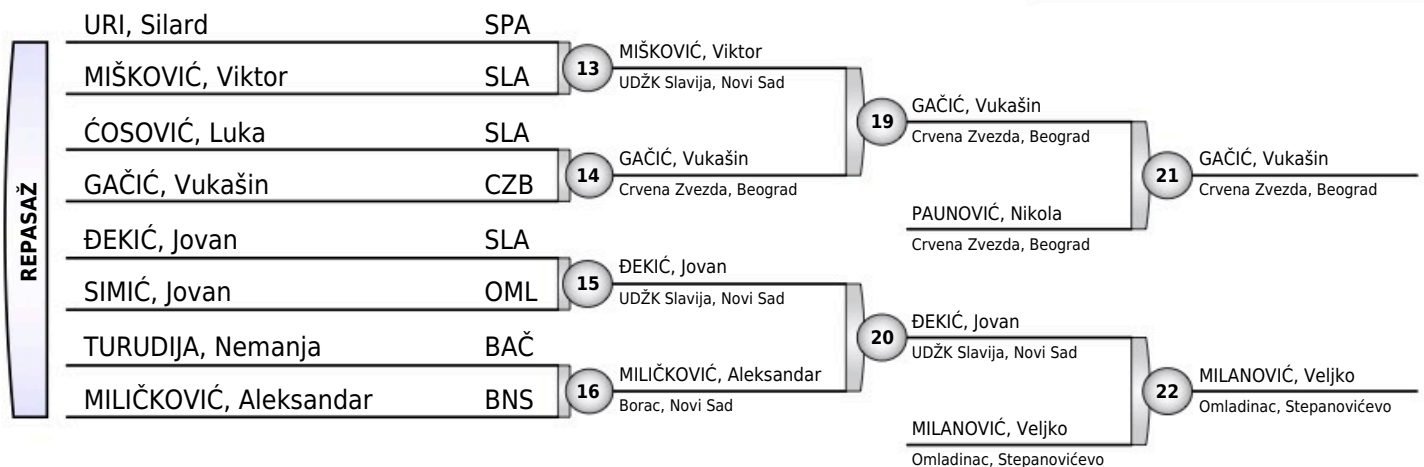 REPASAŽ
URI, Silard SPA
MIŠKOVIĆ, Viktor SLA
ĆOSOVIĆ, Luka SLA
GAČIĆ, Vukašin CZB
ĐEKIĆ, Jovan SLA
SIMIĆ, Jovan OML
TURUDIJA, Nemanja BAČ
MILIČKOVIĆ, Aleksandar BNS
13
MIŠKOVIĆ, Viktor
UDŽK Slavija, Novi Sad
14
GAČIĆ, Vukašin
Crvena Zvezda, Beograd
15
ĐEKIĆ, Jovan
UDŽK Slavija, Novi Sad
16
MILIČKOVIĆ, Aleksandar
Borac, Novi Sad
19
GAČIĆ, Vukašin
Crvena Zvezda, Beograd
PAUNOVIĆ, Nikola
Crvena Zvezda, Beograd
20
ĐEKIĆ, Jovan
UDŽK Slavija, Novi Sad
MILANOVIĆ, Veljko
Omladinac, Stepanovićevo
21
GAČIĆ, Vukašin
Crvena Zvezda, Beograd
22
MILANOVIĆ, Veljko
Omladinac, Stepanovićevo